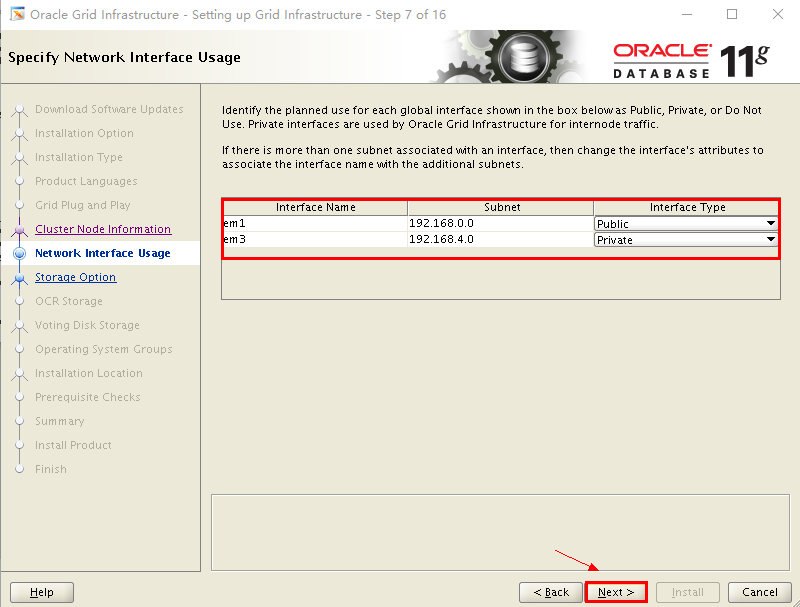 Oracle Grid Infrastructure - Setting up Grid Infrastructure - Step 7 of 16
Specify Network Interface Usage
ORACLE
DATABASE 11g
Download Software Updates
Installation Option
Installation Type
Product Languages
Grid Plug and Play
Cluster Node Information
Network Interface Usage
Storage Option
OCR Storage
Voting Disk Storage
Operating System Groups
Installation Location
Prerequisite Checks
Summary
Install Product
Finish
Identify the planned use for each global interface shown in the box below as Public, Private, or Do Not
Use. Private interfaces are used by Oracle Grid Infrastructure for internode traffic.
If there is more than one subnet associated with an interface, then change the interface's attributes to
associate the interface name with the additional subnets.
Interface Name Subnet Interface Type
em1 192.168.0.0 Public
em3 192.168.4.0 Private
Help < Back Next > Install Cancel